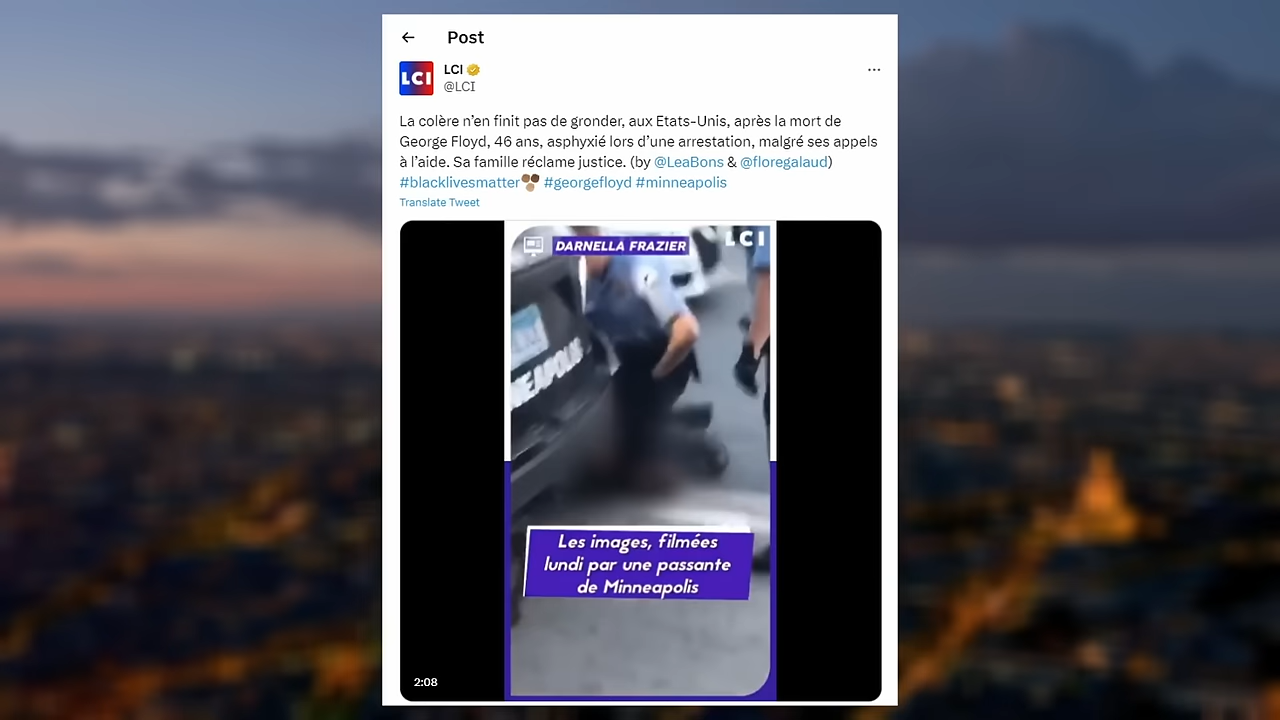 Post
LCI
LCI
@LCI
La colère n’en finit pas de gronder, aux Etats-Unis, après la mort de
George Floyd, 46 ans, asphyxié lors d’une arrestation, malgré ses appels
à l’aide. Sa famille réclame justice. (by @LeaBons & @floregalaud)
#blacklivesmatter #georgefloyd #minneapolis
Translate Tweet
DARNELLA FRAZIER
LCI
NEAPOLIS
Les images, filmées
lundi par une passante
de Minneapolis
2:08